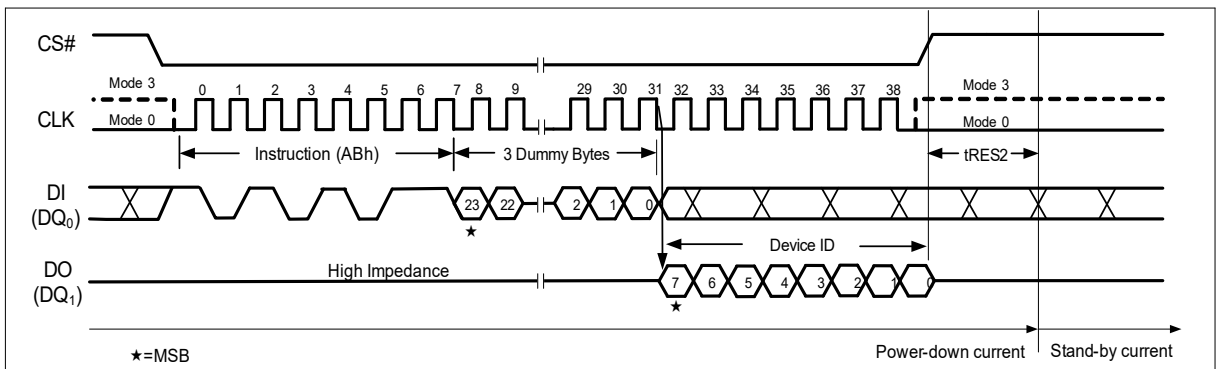 CS#
Mode 3 0 1 2 3 4 5 6 7 8 9 29 30 31 32 33 34 35 36 37 38 Mode 3
CLK Mode 0 Mode 0
Instruction (ABh) 3 Dummy Bytes tRES2
DI
(DQ0) 23 22 2 1 0
★ Device ID
DO High Impedance
(DQ1) 7 6 5 4 3 2 1 0
★
★=MSB Power-down current Stand-by current